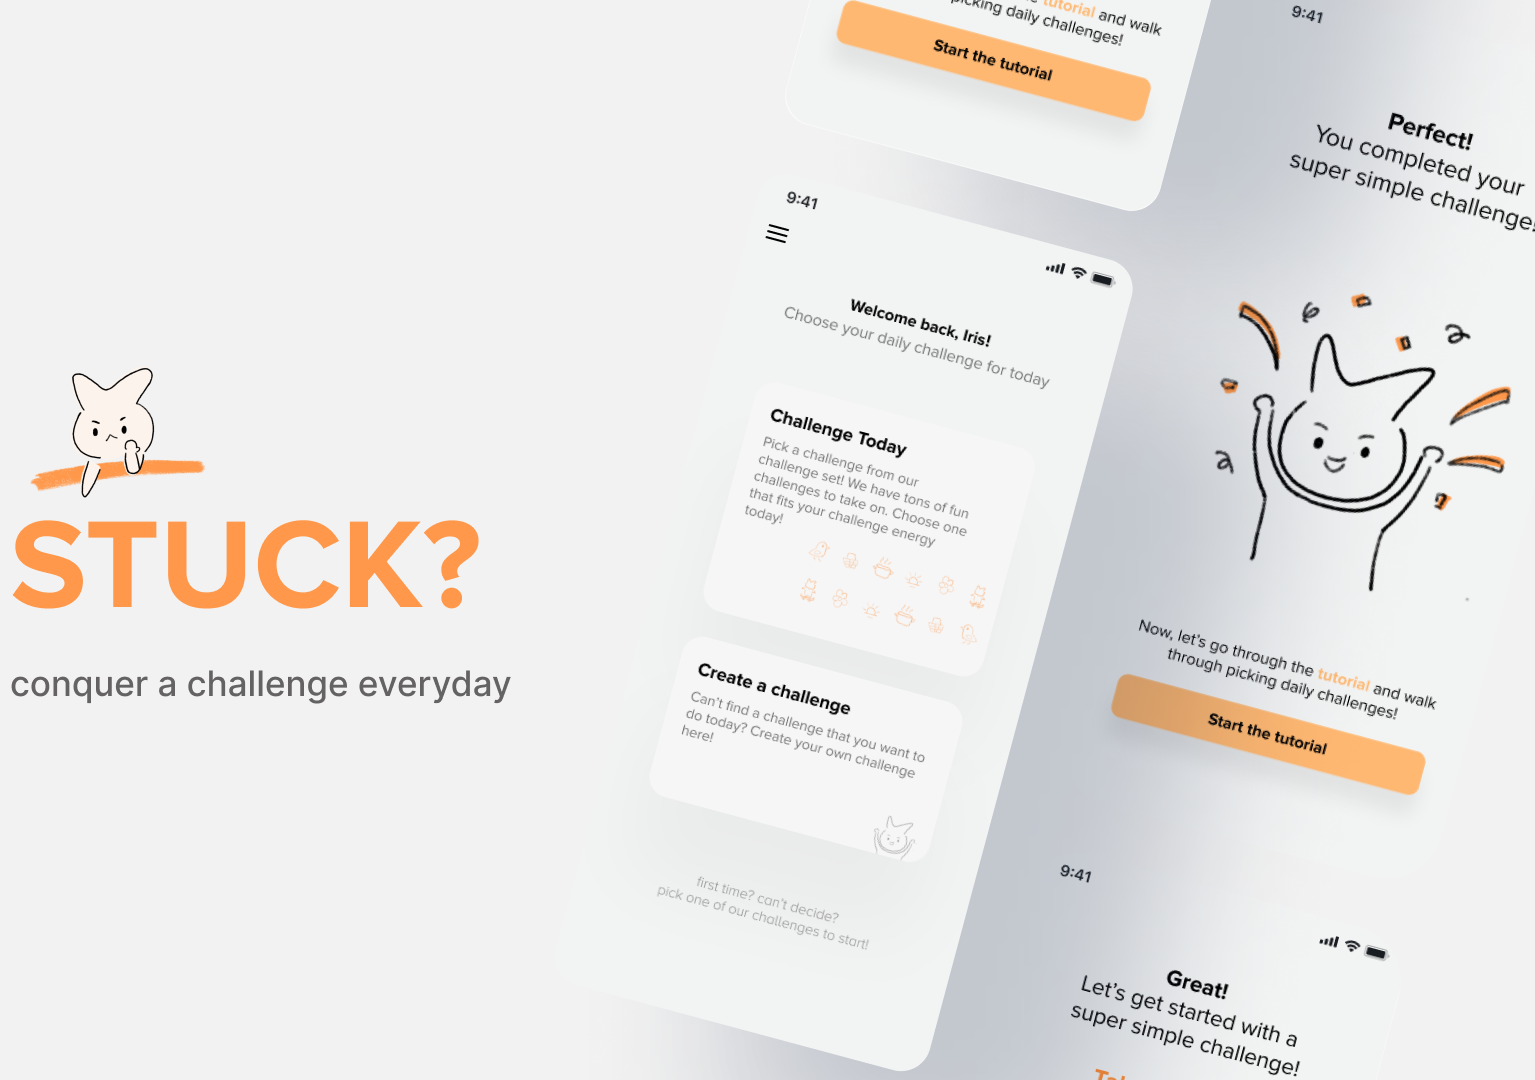 STUCK?
conquer a challenge everyday
tutorial and walk
picking daily challenges!
Start the tutorial
9:41
Welcome back, Iris!
Choose your daily challenge for today
Challenge Today
Pick a challenge from our
challenge set! We have tons of fun
challenges to take on. Choose one
that fits your challenge energy
today!
Create a challenge
Can't find a challenge that you want to
do today? Create your own challenge
here!
first time? can't decide?
pick one of our challenges to start!
9:41
Perfect!
You completed your
super simple challenge!
Now, let's go through the tutorial and walk
through picking daily challenges!
Start the tutorial
9:41
Great!
Let's get started with a
super simple challenge!